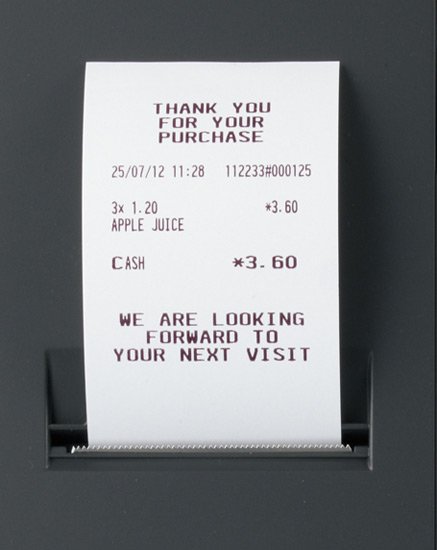 THANK YOU
FOR YOUR
PURCHASE
25/07/12 11:28 112233#000125
3x 1.20 *3.60
APPLE JUICE
CASH *3.60
WE ARE LOOKING
FORWARD TO
YOUR NEXT VISIT